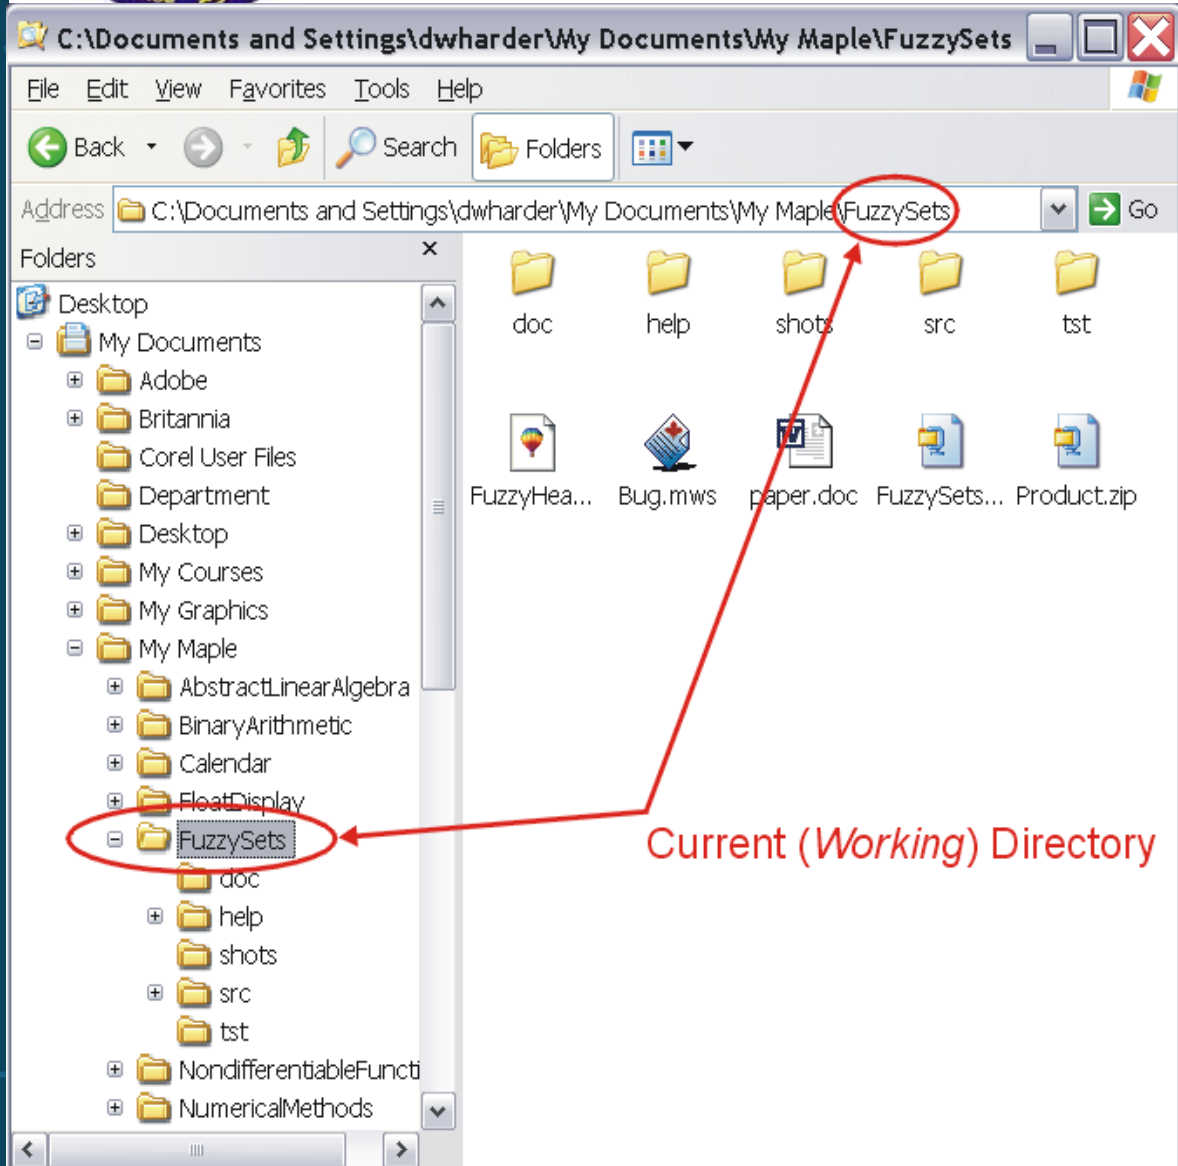 C:\Documents and Settings\dwharder\My Documents\My Maple\FuzzySets
File Edit View Favorites Tools Help
Back Search Folders
Address C:\Documents and Settings\dwharder\My Documents\My Maple\FuzzySets Go
Folders
Desktop
My Documents
Adobe
Britannia
Corel User Files
Department
Desktop
My Courses
My Graphics
My Maple
AbstractLinearAlgebra
BinaryArithmetic
Calendar
FloatDisplay
FuzzySets
doc
help
shots
src
tst
NondifferentiableFuncti
NumericalMethods
doc help shots src tst
FuzzyHea... Bug.mws paper.doc FuzzySets... Product.zip
Current (Working) Directory